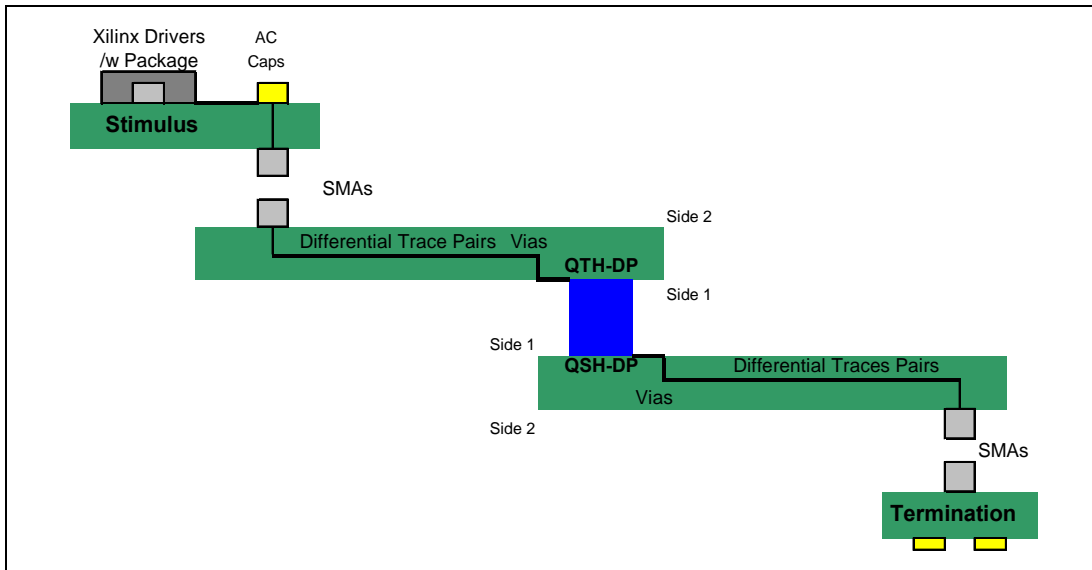 Xilinx Drivers
/w Package
AC
Caps
Stimulus
SMAs
Side 2
Differential Trace Pairs Vias
QTH-DP
Side 1
Side 1
QSH-DP
Differential Traces Pairs
Vias
Side 2
SMAs
Termination